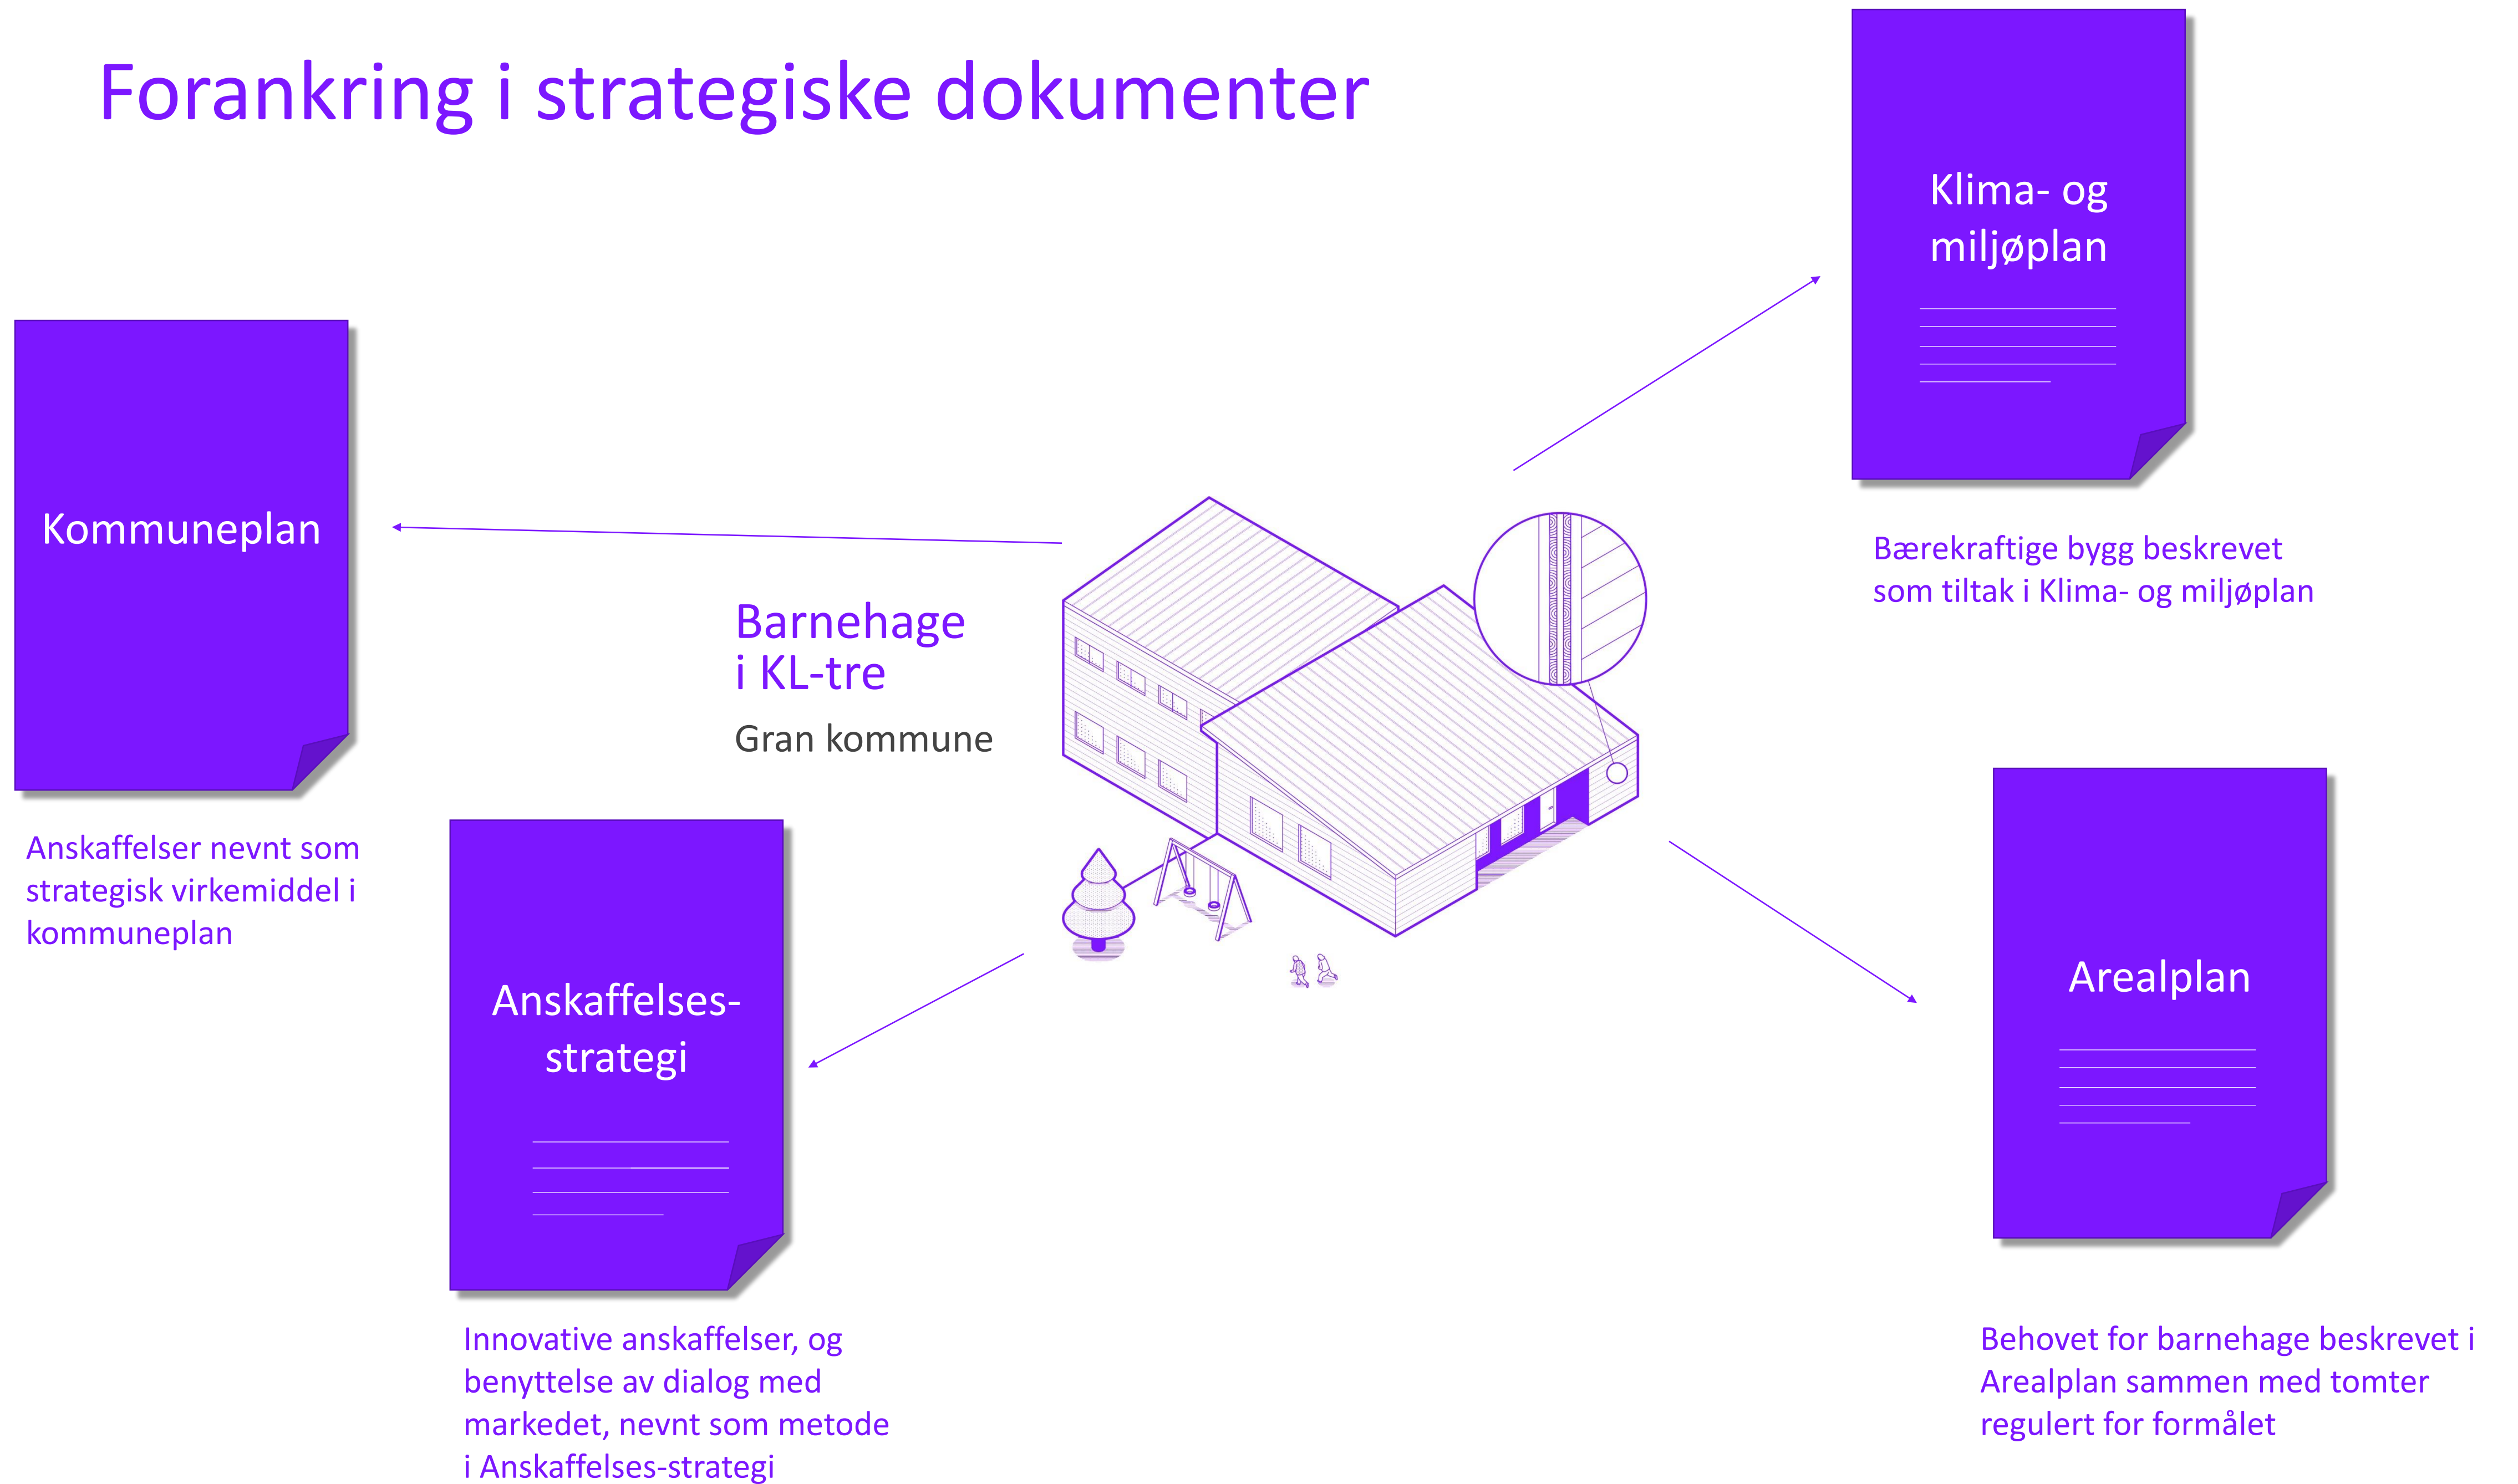 Forankring i strategiske dokumenter
Klima- og
miljøplan
Bærekraftige bygg beskrevet
som tiltak i Klima- og miljøplan
Kommuneplan
Anskaffelser nevnt som
strategisk virkemiddel i
kommuneplan
Barnehage
i KL-tre
Gran kommune
Anskaffelses-
strategi
Innovative anskaffelser, og
benyttelse av dialog med
markedet, nevnt som metode
i Anskaffelses-strategi
Arealplan
Behovet for barnehage beskrevet i
Arealplan sammen med tomter
regulert for formålet